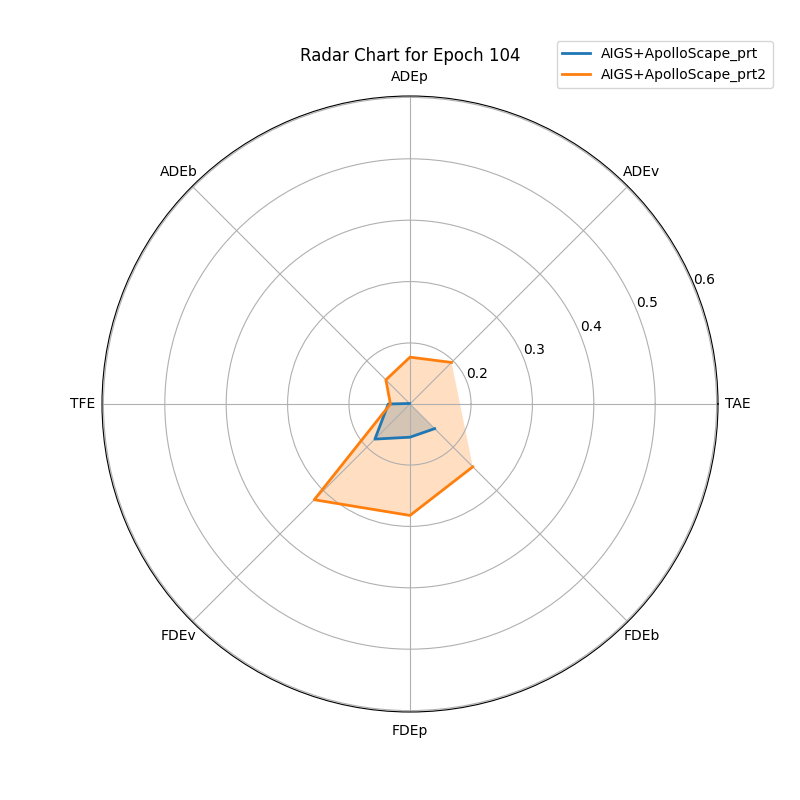 Radar Chart for Epoch 104
AIGS+ApolloScape_prt
AIGS+ApolloScape_prt2
ADEp
ADEb
ADEv
0.6
0.5
0.4
0.3
0.2
TFE
TAE
FDEv
FDEb
FDEp